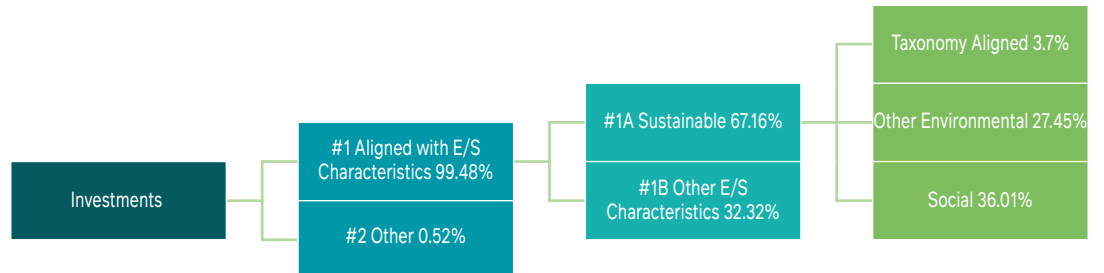 Investments
#1 Aligned with E/S
Characteristics 99.48%
#2 Other 0.52%
#1A Sustainable 67.16%
#1B Other E/S
Characteristics 32.32%
Taxonomy Aligned 3.7%
Other Environmental 27.45%
Social 36.01%